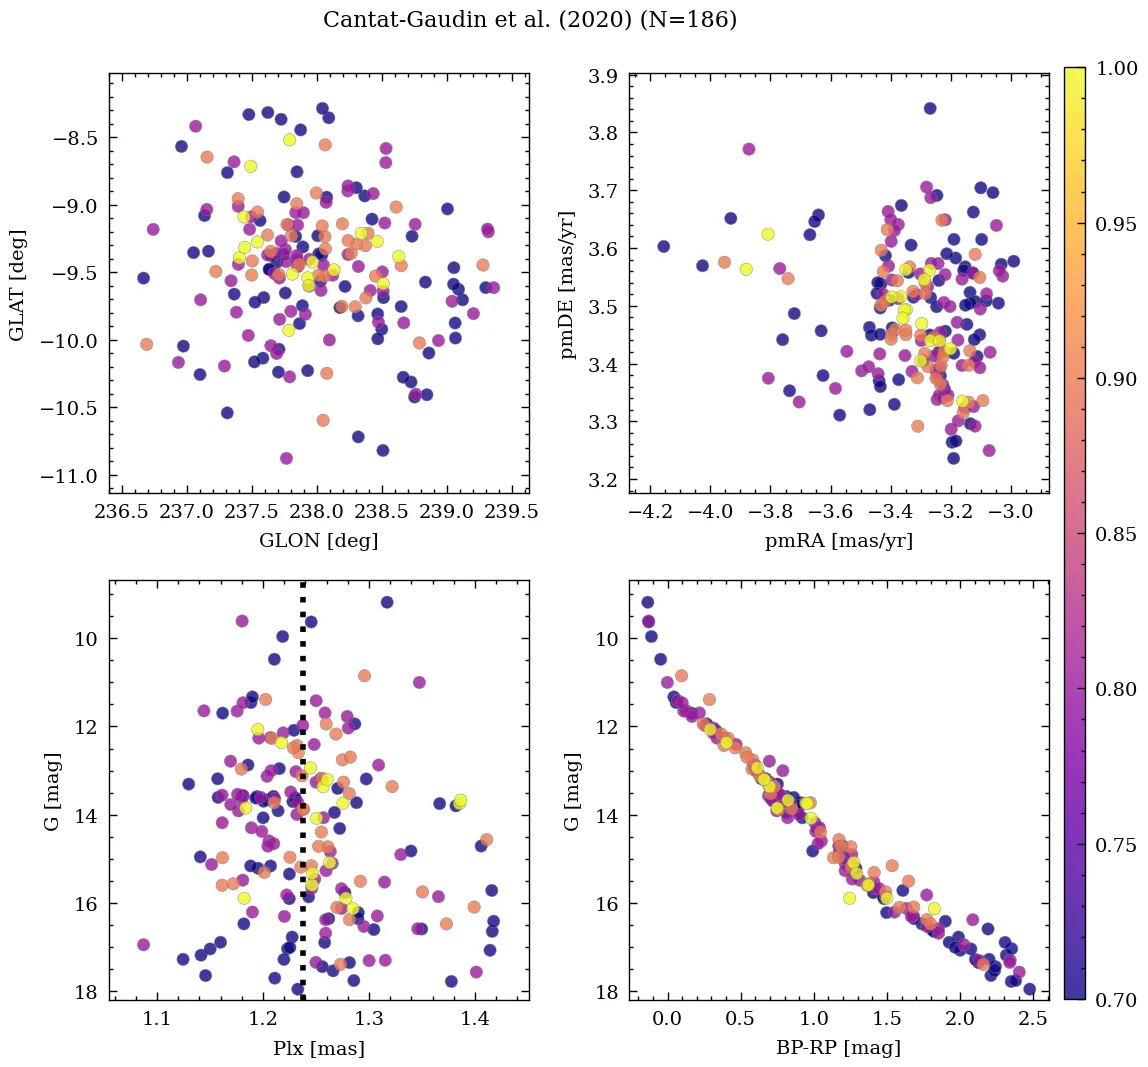 Cantat-Gaudin et al. (2020) (N=186)
−8.5
−9.0
−9.5
−10.0
−10.5
−11.0
GLAT [deg]
236.5 237.0 237.5 238.0 238.5 239.0 239.5
GLON [deg]
3.9
3.8
3.7
3.6
3.5
3.4
3.3
3.2
pmDE [mas/yr]
−4.2 −4.0 −3.8 −3.6 −3.4 −3.2 −3.0
pmRA [mas/yr]
10
12
14
16
18
G [mag]
1.1 1.2 1.3 1.4
Plx [mas]
10
12
14
16
18
G [mag]
0.0 0.5 1.0 1.5 2.0 2.5
BP-RP [mag]
1.00
0.95
0.90
0.85
0.80
0.75
0.70